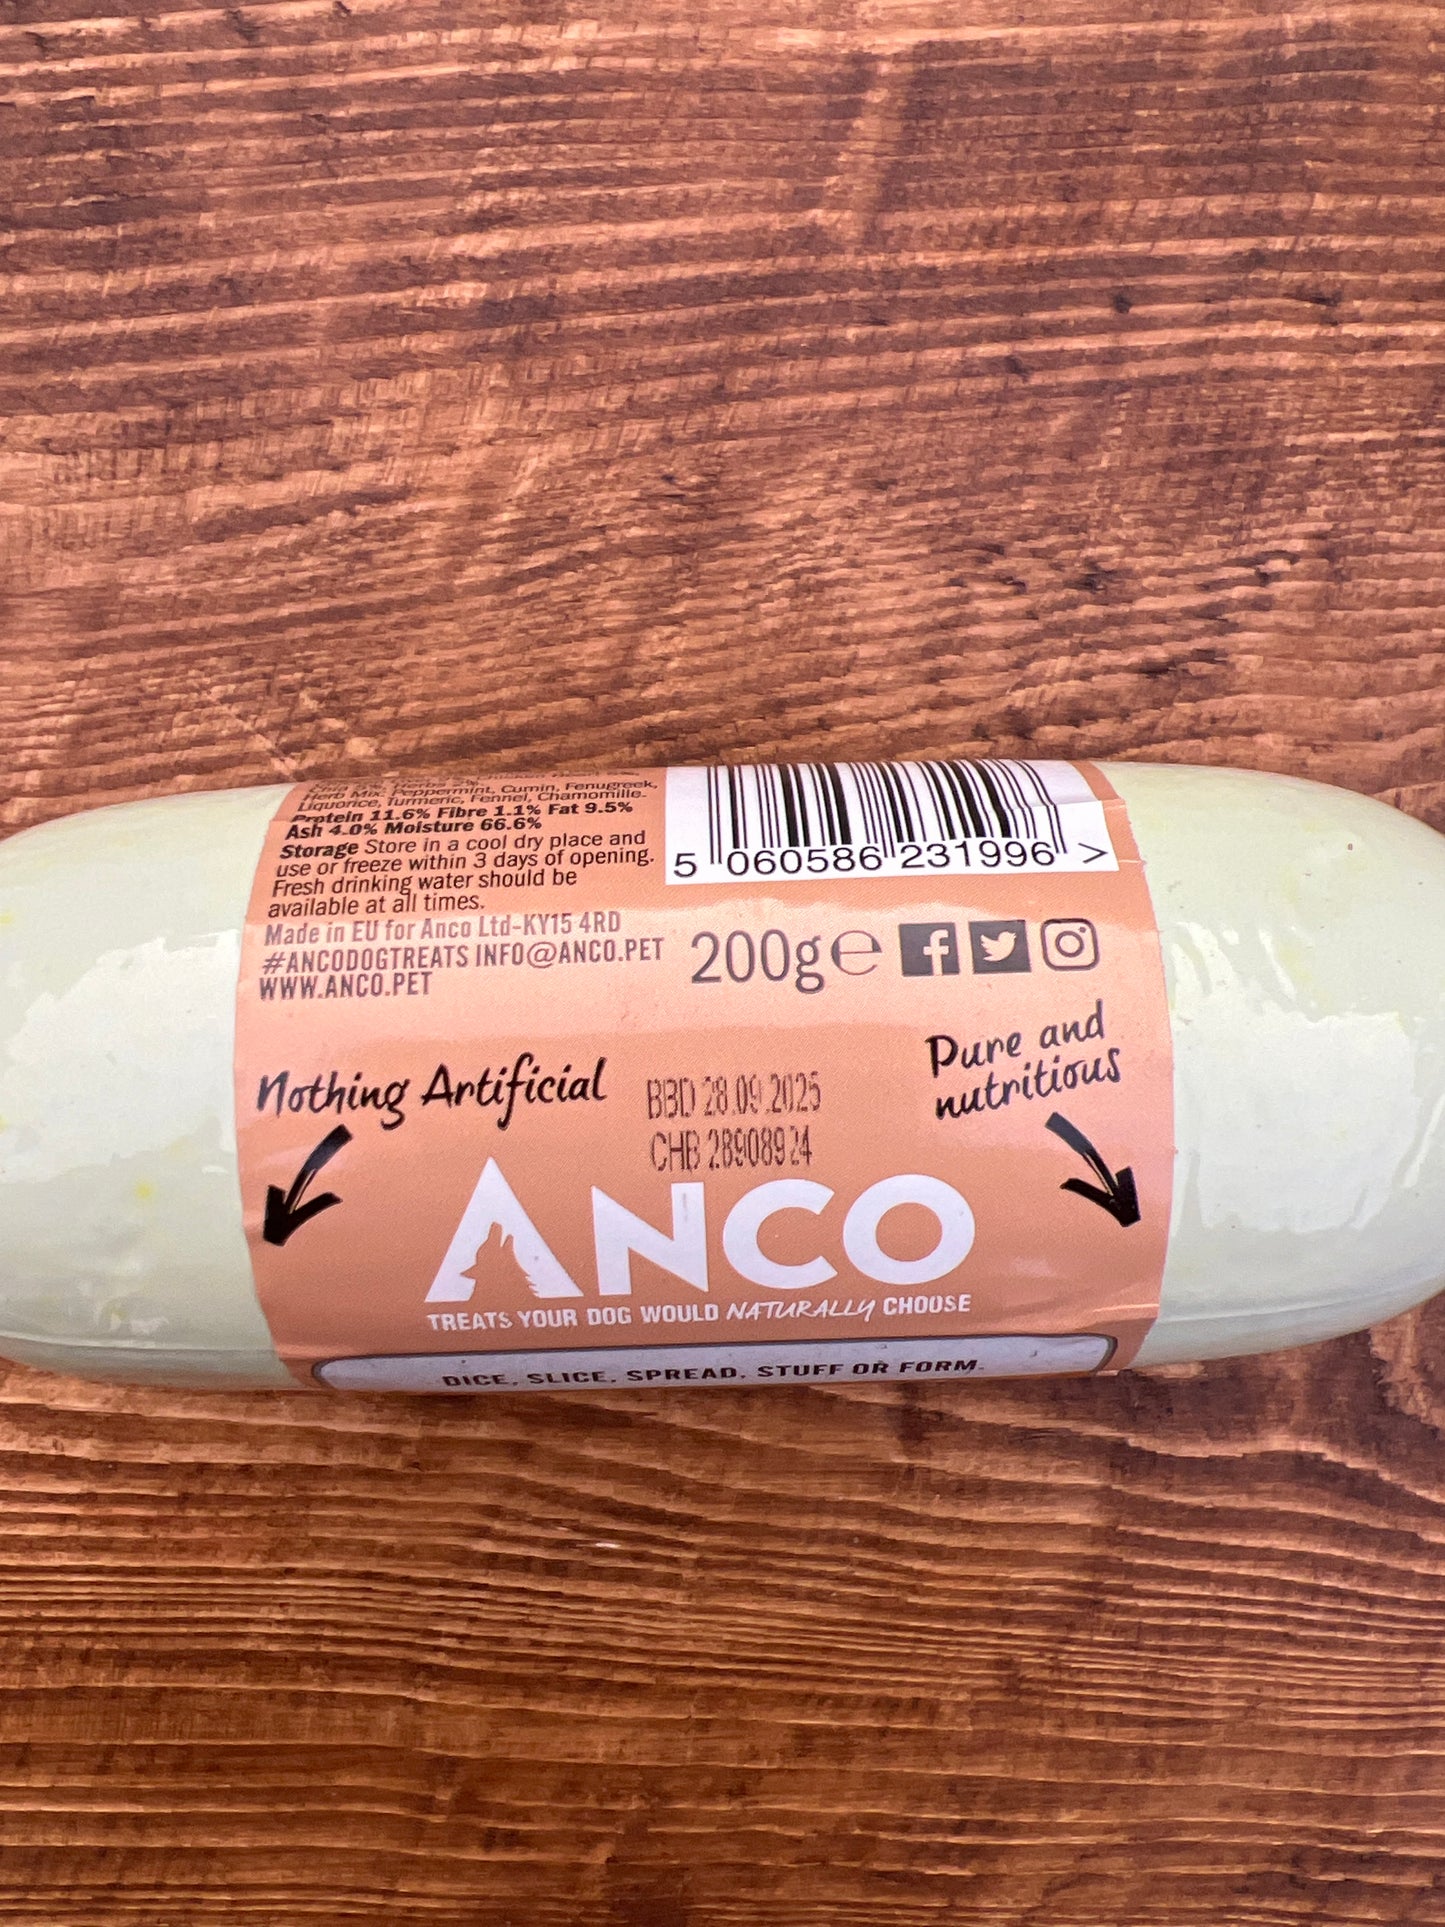 Herb Mix: Peppermint, Cumin, Fenugreek,
Liquorice, Turmeric, Fennel, Chamomille.
Protein 11.6% Fibre 1.1% Fat 9.5%
Ash 4.0% Moisture 66.6%
Storage Store in a cool dry place and
use or freeze within 3 days of opening.
Fresh drinking water should be
available at all times.
Made in EU for Anco Ltd-KY15 4RD
#ANCODOGTREATS INFO@ANCO.PET
WWW.ANCO.PET
5 060586 231996 >
200g e
Nothing Artificial
BBD 28.09.2025
CHB 28908924
Pure and
nutritious
ANCO
TREATS YOUR DOG WOULD NATURALLY CHOOSE
DICE, SLICE, SPREAD, STUFF OR FORM.